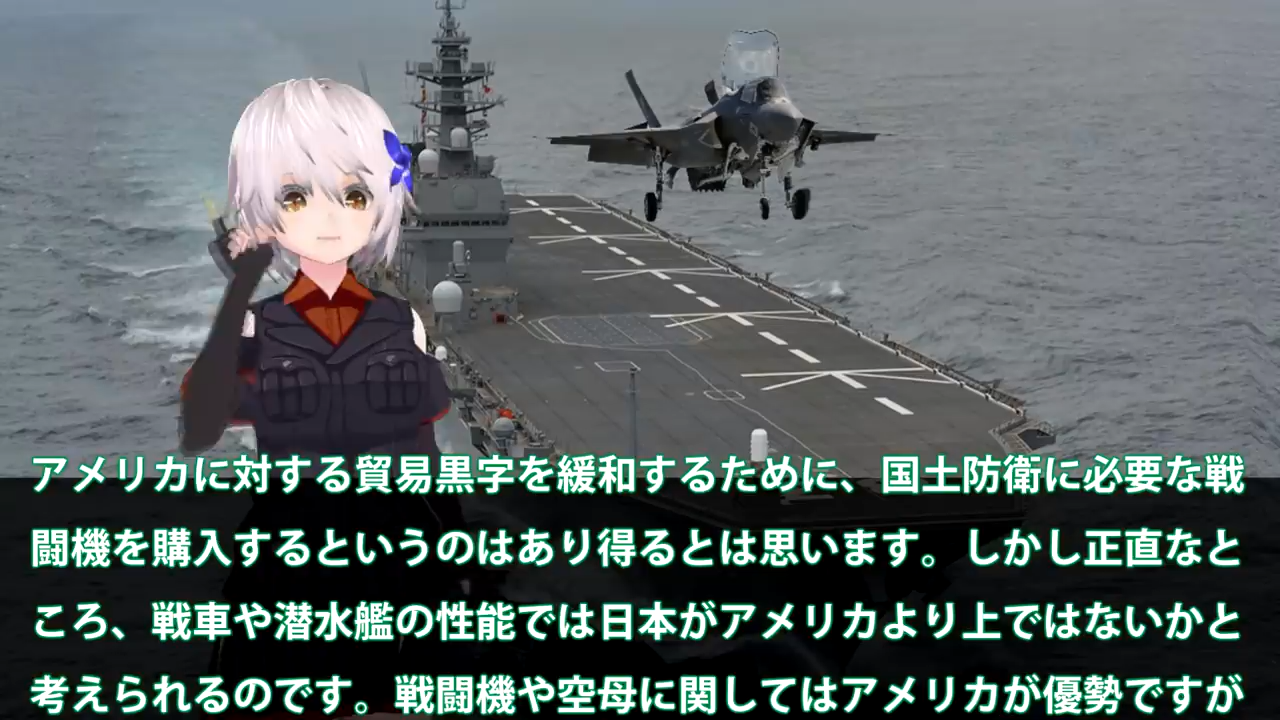 アメリカに対する貿易黒字を緩和するために、国土防衛に必要な戦
闘機を購入するというのはあり得るとは思います。しかし正直なと
ころ、戦車や潜水艦の性能では日本がアメリカより上ではないかと
考えられるのです。戦闘機や空母に関してはアメリカが優勢ですが